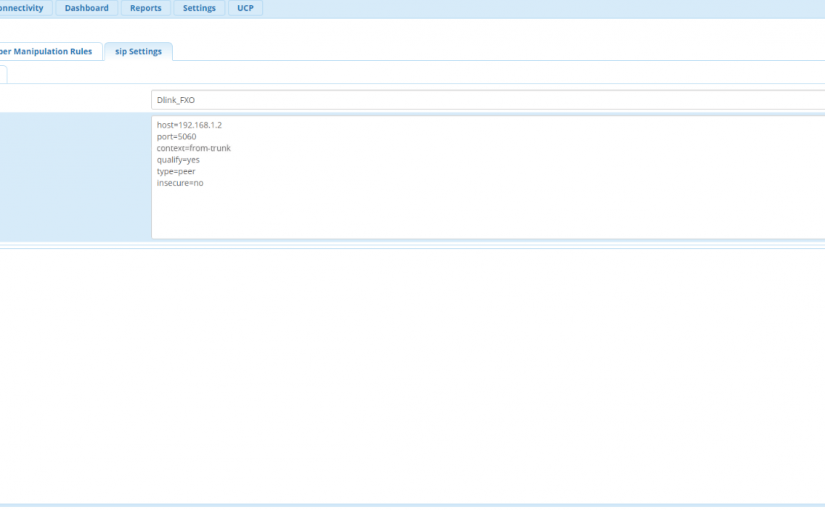 onnectivity Dashboard Reports Settings UCP
ber Manipulation Rules sip Settings
Dlink_FXO
host=192.168.1.2
port=5060
context=from-trunk
qualify=yes
type=peer
insecure=no